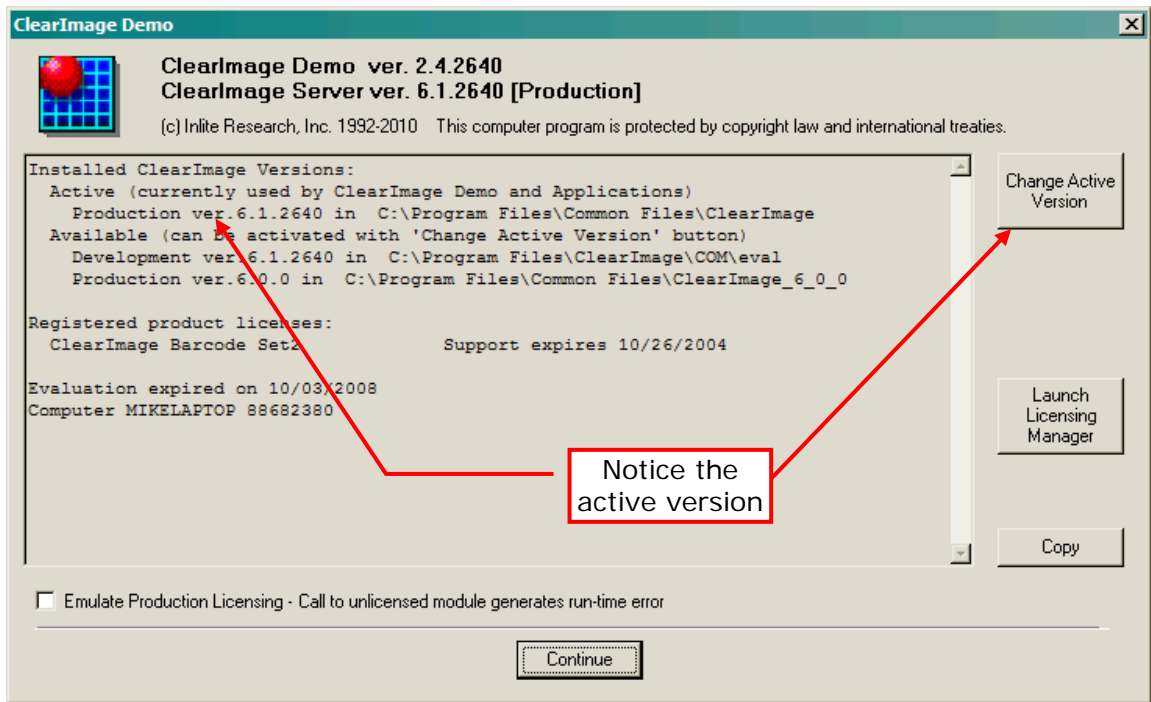 ClearImage Demo
ClearImage Demo ver. 2.4.2640
ClearImage Server ver. 6.1.2640 [Production]
(c) Inlite Research, Inc. 1992-2010 This computer program is protected by copyright law and international treaties.
Installed ClearImage Versions:
Active (currently used by ClearImage Demo and Applications)
Production ver.6.1.2640 in C:\Program Files\Common Files\ClearImage
Available (can be activated with 'Change Active Version' button)
Development ver.6.1.2640 in C:\Program Files\ClearImage\COM\eval
Production ver.6.0.0 in C:\Program Files\Common Files\ClearImage_6_0_0
Registered product licenses:
ClearImage Barcode Set2 Support expires 10/26/2004
Evaluation expired on 10/03/2008
Computer MIKELAPTOP 88682380
Change Active
Version
Launch
Licensing
Manager
Notice the
active version
Copy
Emulate Production Licensing - Call to unlicensed module generates run-time error
Continue